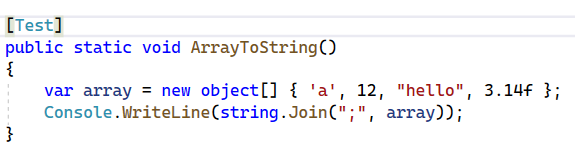 [Test]
public static void ArrayToString()
{
    var array = new object[] { 'a', 12, "hello", 3.14f };
    Console.WriteLine(string.Join(";", array));
}